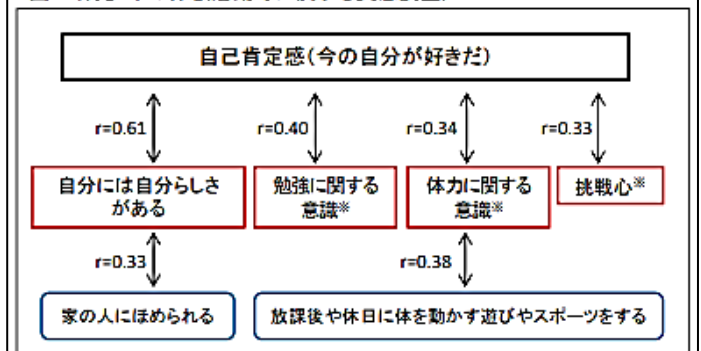 自己肯定感(今の自分が好きだ)
r=0.61
r=0.40
r=0.34
r=0.33
自分には自分らしさ
がある
勉強に関する
意識※
体力に関する
意識※
挑戦心※
r=0.33
r=0.38
家の人にほめられる
放課後や休日に体を動かす遊びやスポーツをする